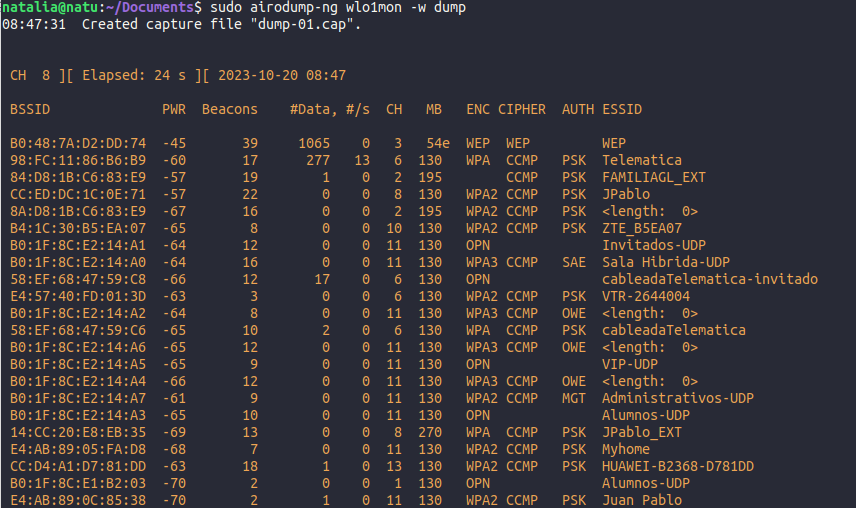 natalia@natu:~/Documents$ sudo airodump-ng wlo1mon -w dump
08:47:31  Created capture file "dump-01.cap".
CH  8 ][ Elapsed: 24 s ][ 2023-10-20 08:47
BSSID              PWR  Beacons    #Data, #/s  CH   MB   ENC CIPHER  AUTH ESSID
B0:48:7A:D2:DD:74  -45       39     1065    0   3   54e  WEP  WEP         WEP
98:FC:11:86:B6:B9  -60       17      277   13   6  130   WPA  CCMP   PSK  Telematica
84:D8:1B:C6:83:E9  -57       19        1    0   2  195        CCMP   PSK  FAMILIAGL_EXT
CC:ED:DC:1C:0E:71  -57       22        0    0   8  130   WPA2 CCMP   PSK  JPablo
8A:D8:1B:C6:83:E9  -67       16        0    0   2  195   WPA2 CCMP   PSK  <length:  0>
B4:1C:30:B5:EA:07  -65        8        0    0  10  130   WPA2 CCMP   PSK  ZTE_B5EA07
B0:1F:8C:E2:14:A1  -64       12        0    0  11  130   OPN              Invitados-UDP
B0:1F:8C:E2:14:A0  -64       16        0    0  11  130   WPA3 CCMP   SAE  Sala Hibrida-UDP
58:EF:68:47:59:C8  -66       12       17    0   6  130   OPN              cableadaTelematica-invitado
E4:57:40:FD:01:3D  -63        3        0    0   6  130   WPA2 CCMP   PSK  VTR-2644004
B0:1F:8C:E2:14:A2  -64        8        0    0  11  130   WPA3 CCMP   OWE  <length:  0>
58:EF:68:47:59:C6  -65       10        2    0   6  130   WPA  CCMP   PSK  cableadaTelematica
B0:1F:8C:E2:14:A6  -65       12        0    0  11  130   WPA3 CCMP   OWE  <length:  0>
B0:1F:8C:E2:14:A5  -65        9        0    0  11  130   OPN              VIP-UDP
B0:1F:8C:E2:14:A4  -66       12        0    0  11  130   WPA3 CCMP   OWE  <length:  0>
B0:1F:8C:E2:14:A7  -61        9        0    0  11  130   WPA2 CCMP   MGT  Administrativos-UDP
B0:1F:8C:E2:14:A3  -65       10        0    0  11  130   OPN              Alumnos-UDP
14:CC:20:E8:EB:35  -69       13        0    0   8  270   WPA  CCMP   PSK  JPablo_EXT
E4:AB:89:05:FA:D8  -68        7        0    0  11  130   WPA2 CCMP   PSK  Myhome
CC:D4:A1:D7:81:DD  -63       18        1    0  13  130   WPA2 CCMP   PSK  HUAWEI-B2368-D781DD
B0:1F:8C:E1:B2:03  -70        2        0    0   1  130   OPN              Alumnos-UDP
E4:AB:89:0C:85:38  -70        2        1    0  11  130   WPA2 CCMP   PSK  Juan Pablo